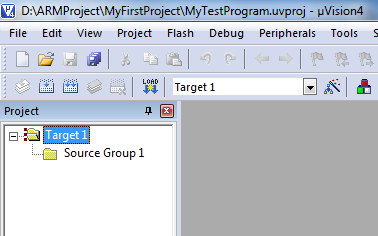 D:\ARMProject\MyFirstProject\MyTestProgram.uvproj - µVision4
File Edit View Project Flash Debug Peripherals Tools
LOAD Target 1
Project
Target 1
Source Group 1